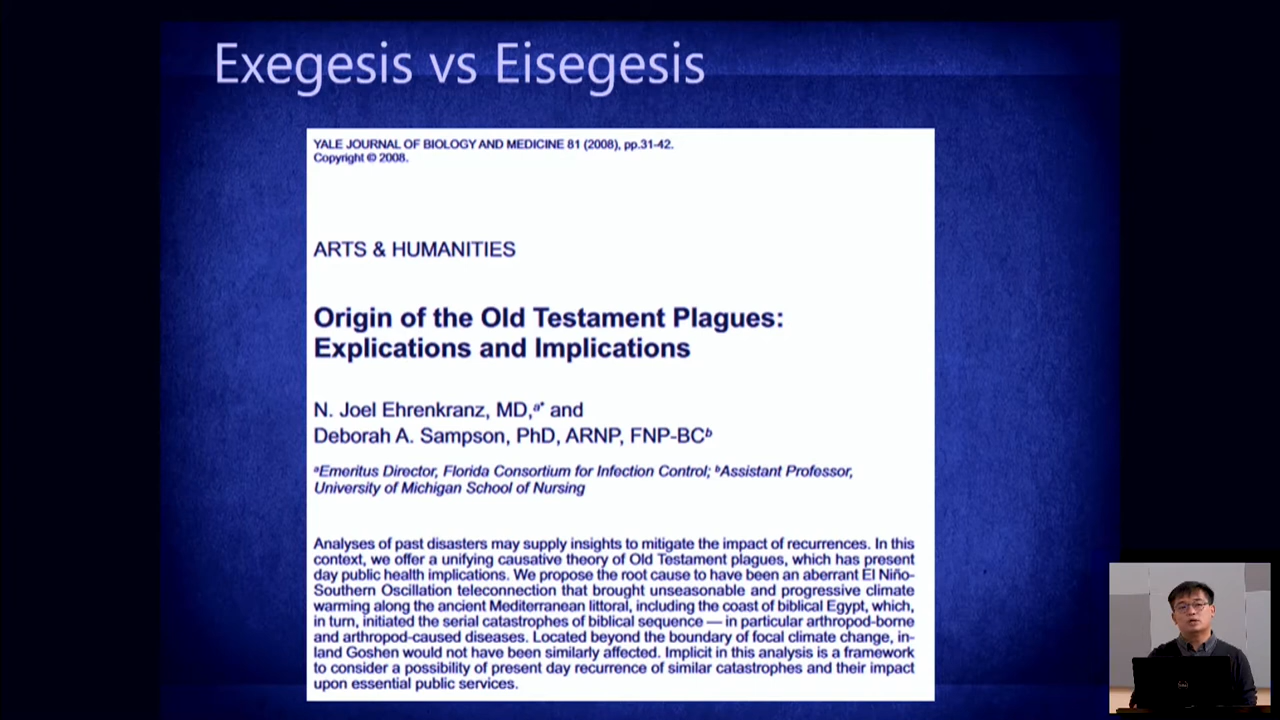 Exegesis vs Eisegesis
YALE JOURNAL OF BIOLOGY AND MEDICINE 81 (2008), pp.31-42.
Copyright © 2008.
ARTS & HUMANITIES
Origin of the Old Testament Plagues:
Explications and Implications
N. Joel Ehrenkranz, MD,a* and
Deborah A. Sampson, PhD, ARNP, FNP-BCb
aEmeritus Director, Florida Consortium for Infection Control; bAssistant Professor,
University of Michigan School of Nursing
Analyses of past disasters may supply insights to mitigate the impact of recurrences. In this
context, we offer a unifying causative theory of Old Testament plagues, which has present
day public health implications. We propose the root cause to have been an aberrant El Niño-
Southern Oscillation teleconnection that brought unseasonable and progressive climate
warming along the ancient Mediterranean littoral, including the coast of biblical Egypt, which,
in turn, initiated the serial catastrophes of biblical sequence — in particular arthropod-borne
and arthropod-caused diseases. Located beyond the boundary of focal climate change, in-
land Goshen would not have been similarly affected. Implicit in this analysis is a framework
to consider a possibility of present day recurrence of similar catastrophes and their impact
upon essential public services.
DELL